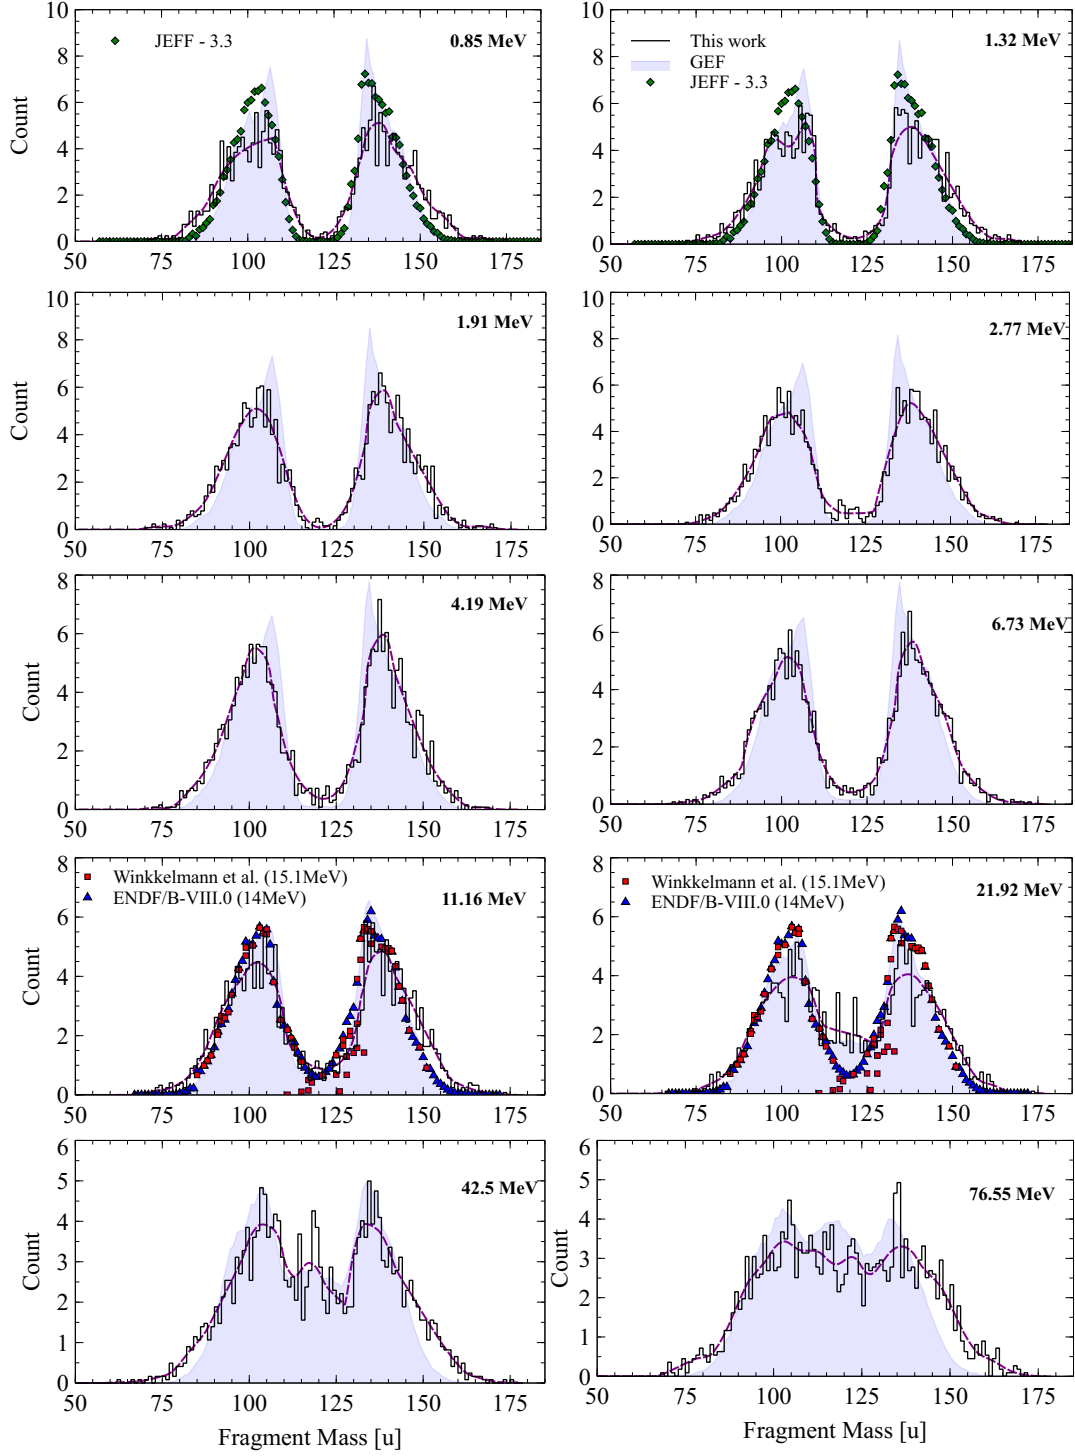 10
8
6
4
2
0
Count
JEFF - 3.3
0.85 MeV
50 75 100 125 150 175
10
8
6
4
2
0
This work
GEF
JEFF - 3.3
1.32 MeV
50 75 100 125 150 175
10
8
6
4
2
0
Count
1.91 MeV
50 75 100 125 150 175
10
8
6
4
2
0
2.77 MeV
50 75 100 125 150 175
8
6
4
2
0
Count
4.19 MeV
50 75 100 125 150 175
8
6
4
2
0
6.73 MeV
50 75 100 125 150 175
8
6
4
2
0
Count
Winkkelmann et al. (15.1MeV)
ENDF/B-VIII.0 (14MeV)
11.16 MeV
50 75 100 125 150 175
8
6
4
2
0
Winkkelmann et al. (15.1MeV)
ENDF/B-VIII.0 (14MeV)
21.92 MeV
50 75 100 125 150 175
6
5
4
3
2
1
0
Count
42.5 MeV
50 75 100 125 150 175
Fragment Mass [u]
6
5
4
3
2
1
0
Count
76.55 MeV
50 75 100 125 150 175
Fragment Mass [u]